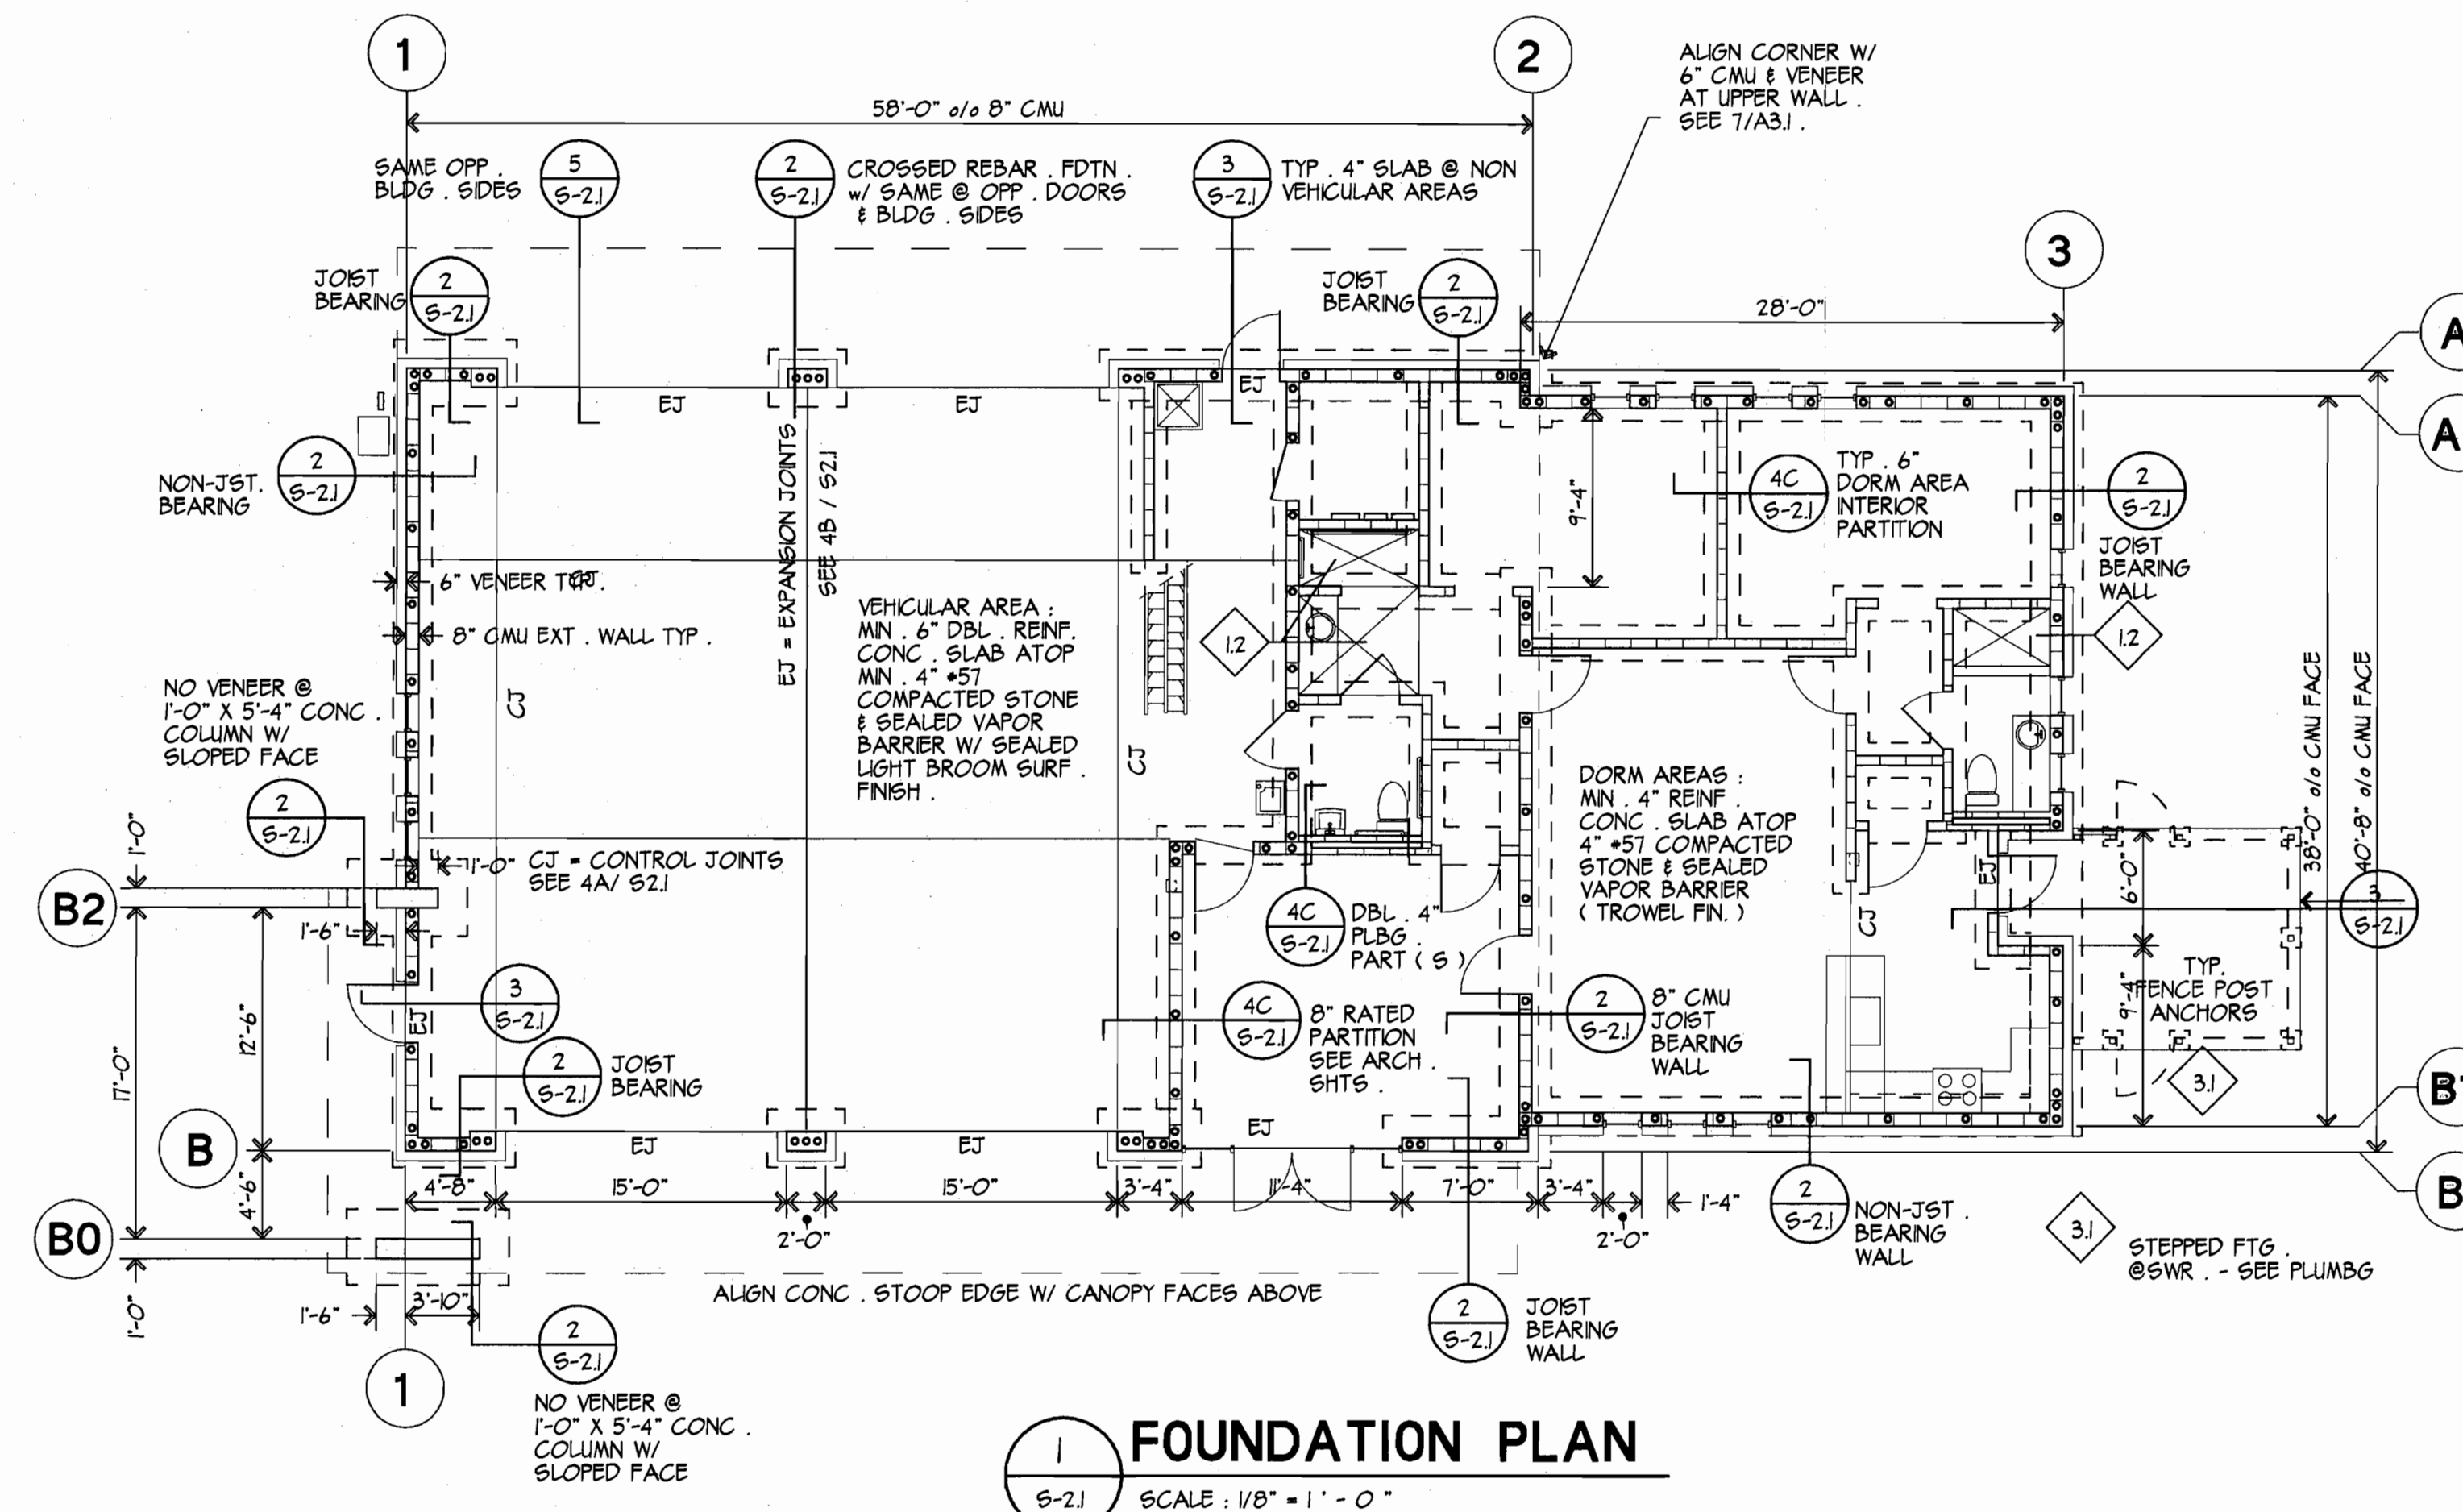 1
2
58'-0" o/o 8" CMU
ALIGN CORNER W/
6" CMU & VENEER
AT UPPER WALL .
SEE 7/A3.1 .
SAME OPP .
BLDG . SIDES
5
S-2.1
2
S-2.1
CROSSED REBAR . FDTN .
w/ SAME @ OPP . DOORS
& BLDG . SIDES
3
S-2.1
TYP . 4" SLAB @ NON
VEHICULAR AREAS
3
JOIST
BEARING
2
S-2.1
JOIST
BEARING
2
S-2.1
28'-0"
A
A
EJ
EJ
EJ
NON-JST.
BEARING
2
S-2.1
EJ = EXPANSION JOINTS
SEE 4B / S2.1
9'-4"
4C
S-2.1
TYP . 6"
DORM AREA
INTERIOR
PARTITION
2
S-2.1
JOIST
BEARING
WALL
6" VENEER TYP.
CJ
8" CMU EXT . WALL TYP .
VEHICULAR AREA :
MIN . 6" DBL . REINF.
CONC . SLAB ATOP
MIN . 4" #57
COMPACTED STONE
& SEALED VAPOR
BARRIER W/ SEALED
LIGHT BROOM SURF .
FINISH .
1.2
1.2
38'-0" o/o CMU FACE
40'-8" o/o CMU FACE
NO VENEER @
1'-0" X 5'-4" CONC .
COLUMN W/
SLOPED FACE
CJ
CJ
2
S-2.1
DORM AREAS :
MIN . 4" REINF .
CONC . SLAB ATOP
4" #57 COMPACTED
STONE & SEALED
VAPOR BARRIER
( TROWEL FIN. )
1'-0"
1'-0"
CJ = CONTROL JOINTS
SEE 4A/ S2.1
EJ
6'-0"
B2
1'-6"
4C
S-2.1
DBL . 4"
PLBG .
PART ( S )
CJ
3
S-2.1
3
S-2.1
EJ
4C
S-2.1
8" RATED
PARTITION
SEE ARCH .
SHTS .
2
S-2.1
8" CMU
JOIST
BEARING
WALL
9'-4"
TYP.
FENCE POST
ANCHORS
17'-0"
12'-6"
2
S-2.1
JOIST
BEARING
3.1
B1
B
EJ
EJ
EJ
4'-6"
4'-8"
15'-0"
2'-0"
15'-0"
3'-4"
11'-4"
7'-0"
3'-4"
2'-0"
1'-4"
2
S-2.1
NON-JST .
BEARING
WALL
B
B0
3.1
STEPPED FTG .
@SWR . - SEE PLUMBG
ALIGN CONC . STOOP EDGE W/ CANOPY FACES ABOVE
1'-0"
1'-6"
3'-10"
2
S-2.1
JOIST
BEARING
WALL
2
S-2.1
1
NO VENEER @
1'-0" X 5'-4" CONC .
COLUMN W/
SLOPED FACE
1
S-2.1
FOUNDATION PLAN
SCALE : 1/8" = 1' - 0 "